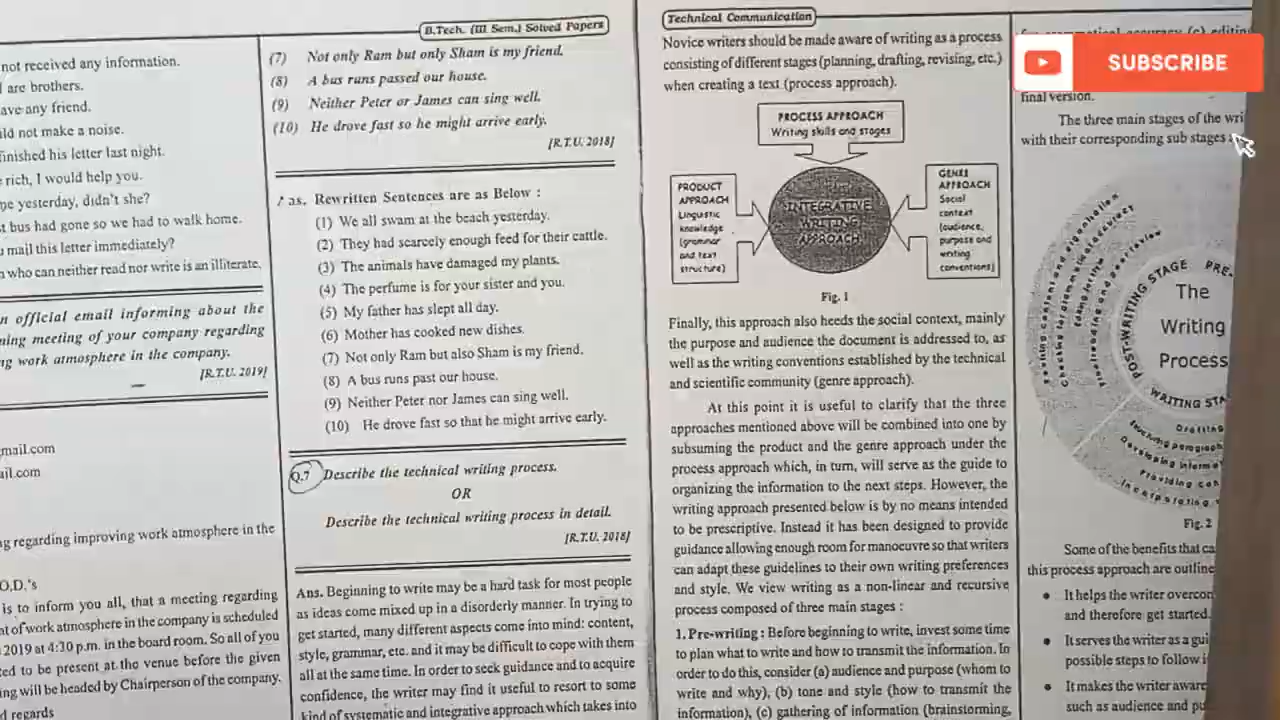 not received any information.
are brothers.
ave any friend.
ld not make a noise.
finished his letter last night.
rich, I would help you.
ne yesterday, didn't she?
t bus had gone so we had to walk home.
mail this letter immediately?
who can neither read nor write is an illiterate.
n official email informing about the
ning meeting of your company regarding
ng work atmosphere in the company.
[R.T.U. 2019]
mail.com
ail.com
ng regarding improving work atmosphere in the
O.D.'s
is to inform you all, that a meeting regarding
nt of work atmosphere in the company is scheduled
2019 at 4:30 p.m. in the board room. So all of you
ted to be present at the venue before the given
ng will be headed by Chairperson of the company.
d regards
B.Tech. (III Sem.) Solved Papers
(7) Not only Ram but only Sham is my friend.
(8) A bus runs passed our house.
(9) Neither Peter or James can sing well.
(10) He drove fast so he might arrive early.
[R.T.U. 2018]
as. Rewritten Sentences are as Below :
(1) We all swam at the beach yesterday.
(2) They had scarcely enough feed for their cattle.
(3) The animals have damaged my plants.
(4) The perfume is for your sister and you.
(5) My father has slept all day.
(6) Mother has cooked new dishes.
(7) Not only Ram but also Sham is my friend.
(8) A bus runs past our house.
(9) Neither Peter nor James can sing well.
(10) He drove fast so that he might arrive early.
Q.7 Describe the technical writing process.
OR
Describe the technical writing process in detail.
[R.T.U. 2018]
Ans. Beginning to write may be a hard task for most people
as ideas come mixed up in a disorderly manner. In trying to
get started, many different aspects come into mind: content,
style, grammar, etc. and it may be difficult to cope with them
all at the same time. In order to seek guidance and to acquire
confidence, the writer may find it useful to resort to some
kind of systematic and integrative approach which takes into
Technical Communication
Novice writers should be made aware of writing as a process
consisting of different stages (planning, drafting, revising, etc.)
when creating a text (process approach).
PROCESS APPROACH
Writing skills and stages
PRODUCT
APPROACH
Linguistic
knowledge
(grammar
and text
structure)
INTEGRATIVE
WRITING
APPROACH
GENRE
APPROACH
Social
context
(audience,
purpose and
writing
conventions)
Fig. 1
Finally, this approach also heeds the social context, mainly
the purpose and audience the document is addressed to, as
well as the writing conventions established by the technical
and scientific community (genre approach).
At this point it is useful to clarify that the three
approaches mentioned above will be combined into one by
subsuming the product and the genre approach under the
process approach which, in turn, will serve as the guide to
organizing the information to the next steps. However, the
writing approach presented below is by no means intended
to be prescriptive. Instead it has been designed to provide
guidance allowing enough room for manoeuvre so that writers
can adapt these guidelines to their own writing preferences
and style. We view writing as a non-linear and recursive
process composed of three main stages :
1. Pre-writing : Before beginning to write, invest some time
to plan what to write and how to transmit the information. In
order to do this, consider (a) audience and purpose (whom to
write and why), (b) tone and style (how to transmit the
information), (c) gathering of information (brainstorming,
SUBSCRIBE
final version.
The three main stages of the wri
with their corresponding sub stages
POST-WRITING STAGE
PRE-
The
Writing
Process
WRITING STA
Drafting
Providing con
Incorporating
Fig. 2
Some of the benefits that ca
this process approach are outline
• It helps the writer overcon
and therefore get started.
• It serves the writer as a gui
possible steps to follow i
• It makes the writer aware
such as audience and pu